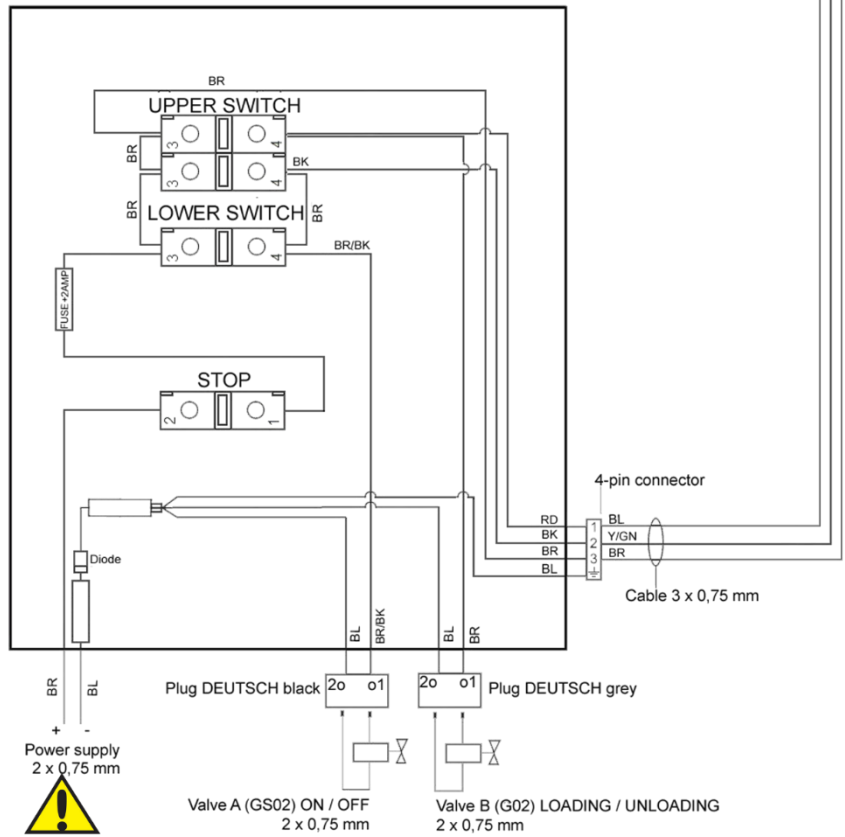 BR
UPPER SWITCH
3
4
BR
3
4
BK
BR
BR
LOWER SWITCH
3
4
BR/BK
FUSE +2AMP
STOP
2
1
4-pin connector
RD
1
BL
BK
2
Y/GN
BR
3
BR
BL
Diode
Cable 3 x 0,75 mm
BL
BR/BK
BL
BR
BR
BL
Plug DEUTSCH black
2o o1
2o o1
Plug DEUTSCH grey
+ -
Power supply
2 x 0,75 mm
Valve A (GS02) ON / OFF
2 x 0,75 mm
Valve B (G02) LOADING / UNLOADING
2 x 0,75 mm
!